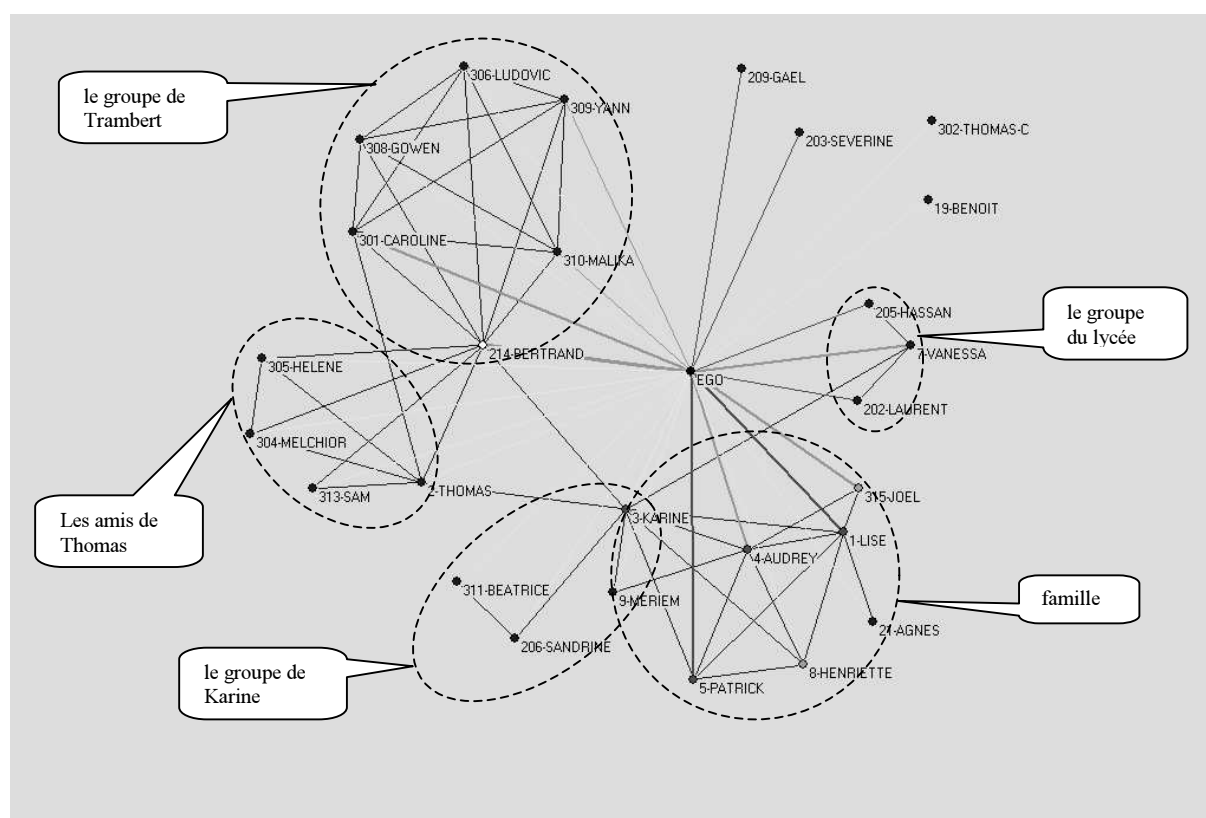 306-LUDOVIC
209-GAEL
le groupe de
Trambert
309-YANN
302-THOMAS-C
203-SEVERINE
308-GOWEN
19-BENOIT
301-CAROLINE
310-MALIKA
205-HASSAN
le groupe
du lycée
214-BERTRAND
7-VANESSA
305-HELENE
EGO
202-LAURENT
304-MELCHIOR
313-SAM
2-THOMAS
315-JOEL
Les amis de
Thomas
3-KARINE
1-LISE
4-AUDREY
311-BEATRICE
9-MERIEM
famille
21-AGNES
206-SANDRINE
le groupe de
Karine
8-HENRIETTE
5-PATRICK